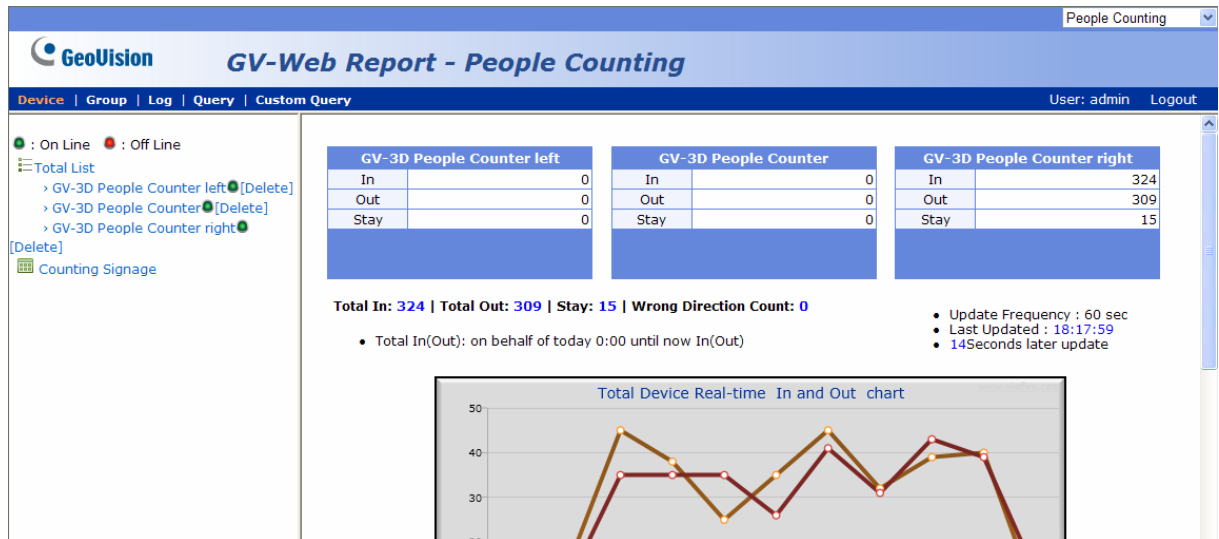 People Counting
GeoVision
GV-Web Report - People Counting
Device | Group | Log | Query | Custom Query
User: admin Logout
: On Line : Off Line
Total List
› GV-3D People Counter left [Delete]
› GV-3D People Counter [Delete]
› GV-3D People Counter right
[Delete]
Counting Signage
GV-3D People Counter left
In 0
Out 0
Stay 0
GV-3D People Counter
In 0
Out 0
Stay 0
GV-3D People Counter right
In 324
Out 309
Stay 15
Total In: 324 | Total Out: 309 | Stay: 15 | Wrong Direction Count: 0
• Total In(Out): on behalf of today 0:00 until now In(Out)
• Update Frequency : 60 sec
• Last Updated : 18:17:59
• 14Seconds later update
Total Device Real-time In and Out chart
50
40
30